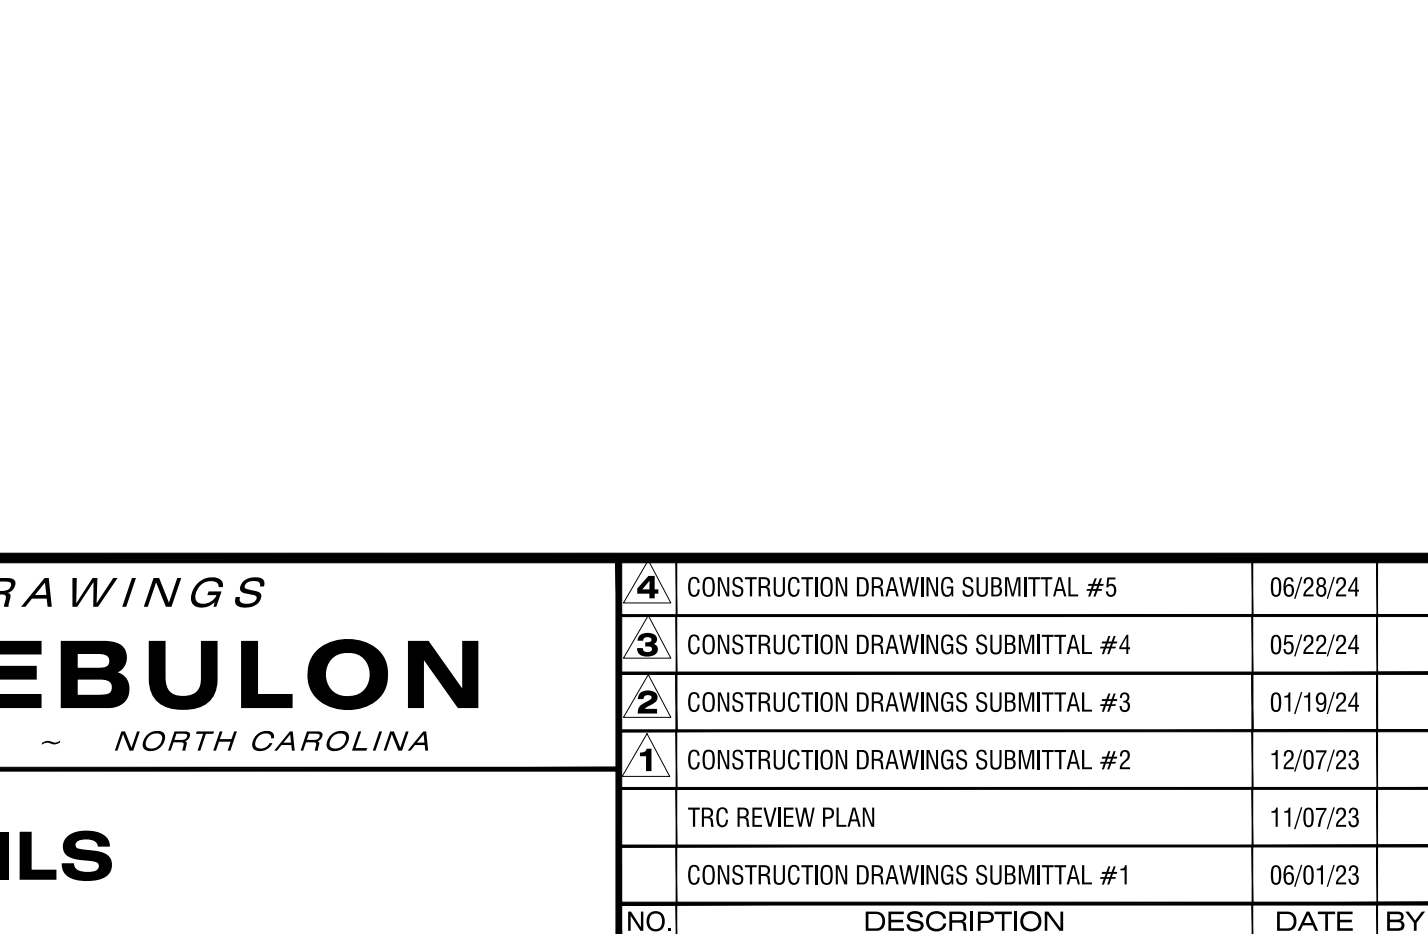 RAWINGS
EBULON
~ NORTH CAROLINA
ILS
4 CONSTRUCTION DRAWING SUBMITTAL #5 06/28/24
3 CONSTRUCTION DRAWINGS SUBMITTAL #4 05/22/24
2 CONSTRUCTION DRAWINGS SUBMITTAL #3 01/19/24
1 CONSTRUCTION DRAWINGS SUBMITTAL #2 12/07/23
TRC REVIEW PLAN 11/07/23
CONSTRUCTION DRAWINGS SUBMITTAL #1 06/01/23
NO. DESCRIPTION DATE BY